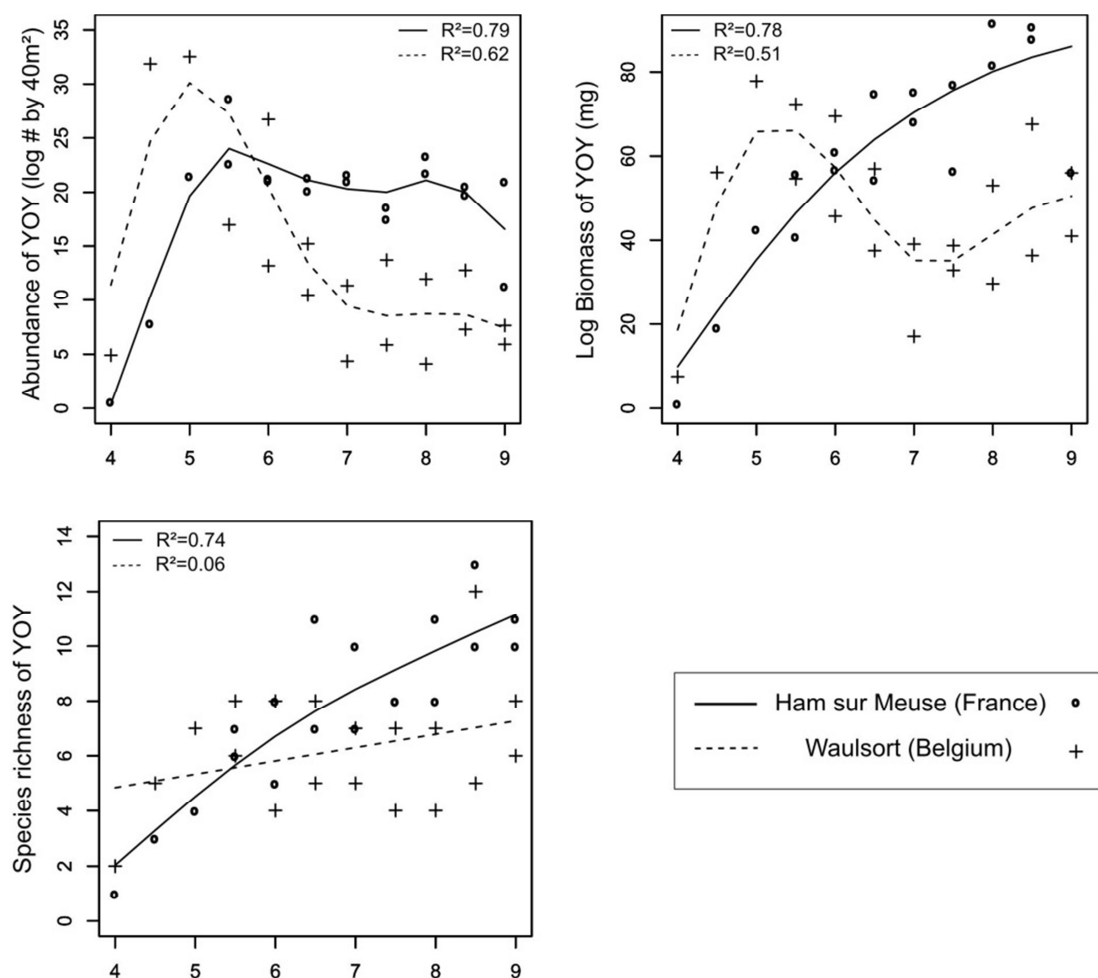 Abundance of YOY (log # by 40m²)
35
30
25
20
15
10
5
0
R²=0.79
R²=0.62
4 5 6 7 8 9
Log Biomass of YOY (mg)
80
60
40
20
0
R²=0.78
R²=0.51
4 5 6 7 8 9
Species richness of YOY
14
12
10
8
6
4
2
0
R²=0.74
R²=0.06
4 5 6 7 8 9
Ham sur Meuse (France)
Waulsort (Belgium)